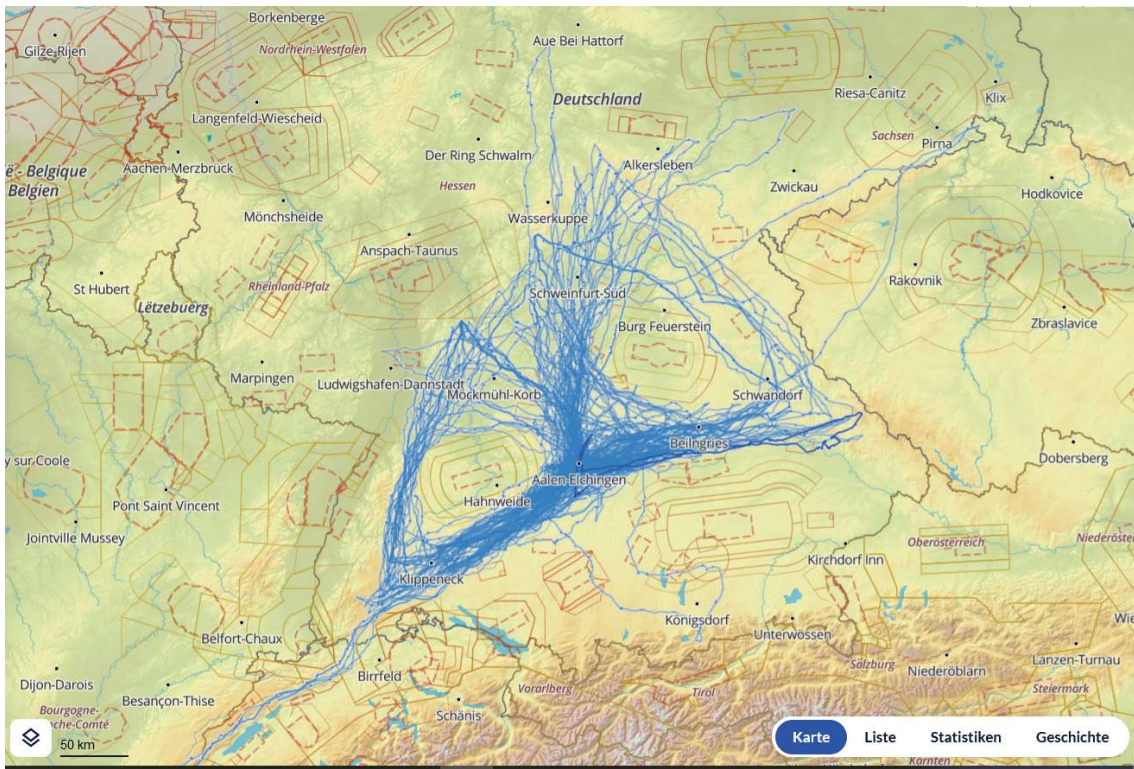 Borkenberge
Aue Bei Hattorf
Gilze-Rijen
Nordrhein-Westfalen
Deutschland
Riesa-Canitz
Klix
Langenfeld-Wiescheid
Sachsen
Pirna
Der Ring Schwalm
Alkersleben
ë - Belgique
Belgien
Aachen-Merzbrück
Hessen
Zwickau
Hodkovice
Mönchsheide
Wasserkuppe
Anspach-Taunus
St Hubert
Rheinland-Pfalz
Rakovnik
Lëtzebuerg
Schweinfurt-Süd
Burg Feuerstein
Zbraslavice
Marpingen
Ludwigshafen-Dannstadt
Möckmühl-Korb
Schwandorf
Beilngries
y sur Coole
Dobersberg
Aalen-Elchingen
Hahnweide
Pont Saint Vincent
Jointville Mussey
Oberösterreich
Niederöster
Kirchdorf Inn
Klippeneck
Königsdorf
Wie
Belfort-Chaux
Unterwössen
Salzburg
Niederöblarn
Lanzen-Turnau
Birrfeld
Dijon-Darois
Besançon-Thise
Vorarlberg
Tirol
Steiermark
Bourgogne-
che-Comté
Schänis
50 km
Karte
Liste
Statistiken
Geschichte
Kärnten